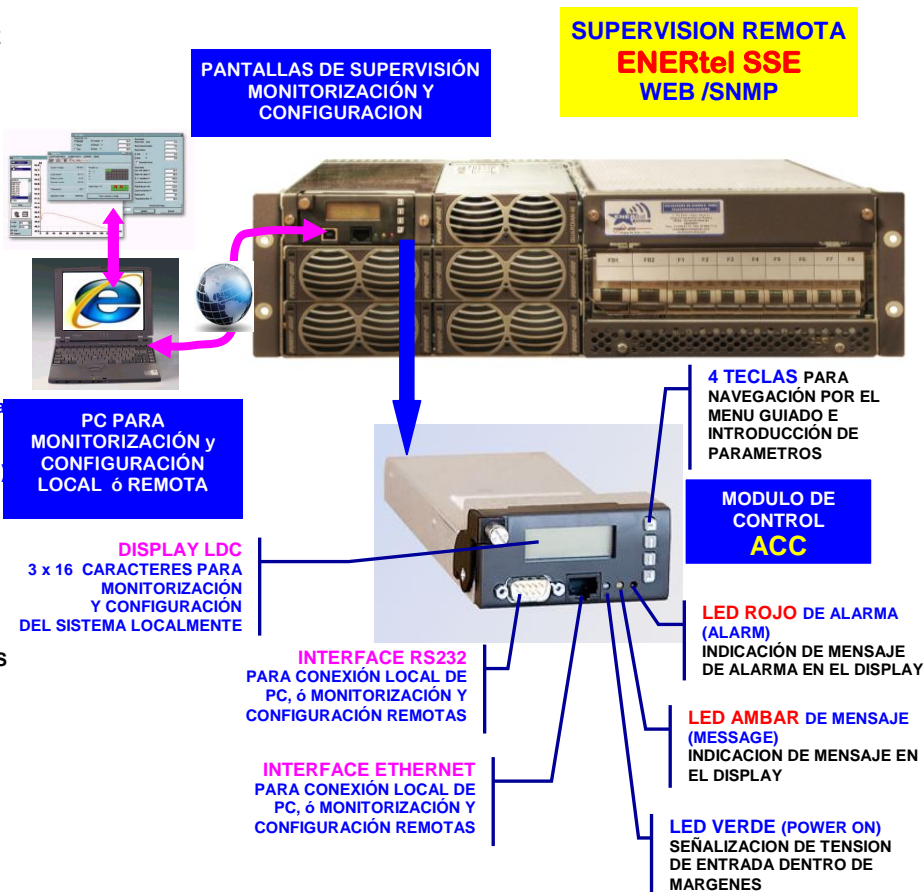 SUPERVISION REMOTA
ENERtel SSE
WEB /SNMP
PANTALLAS DE SUPERVISIÓN
MONITORIZACIÓN Y
CONFIGURACION
FB1 FB2 F1 F2 F3 F4 F5 F6 F7 F8
4 TECLAS PARA
NAVEGACIÓN POR EL
MENU GUIADO E
INTRODUCCIÓN DE
PARAMETROS
PC PARA
MONITORIZACIÓN y
CONFIGURACIÓN
LOCAL ó REMOTA
MODULO DE
CONTROL
ACC
DISPLAY LDC
3 x 16 CARACTERES PARA
MONITORIZACIÓN
Y CONFIGURACIÓN
DEL SISTEMA LOCALMENTE
LED ROJO DE ALARMA
(ALARM)
INDICACIÓN DE MENSAJE
DE ALARMA EN EL DISPLAY
INTERFACE RS232
PARA CONEXIÓN LOCAL DE
PC, ó MONITORIZACIÓN Y
CONFIGURACIÓN REMOTAS
LED AMBAR DE MENSAJE
(MESSAGE)
INDICACION DE MENSAJE EN
EL DISPLAY
INTERFACE ETHERNET
PARA CONEXIÓN LOCAL DE
PC, ó MONITORIZACIÓN Y
CONFIGURACIÓN REMOTAS
LED VERDE (POWER ON)
SEÑALIZACION DE TENSION
DE ENTRADA DENTRO DE
MARGENES